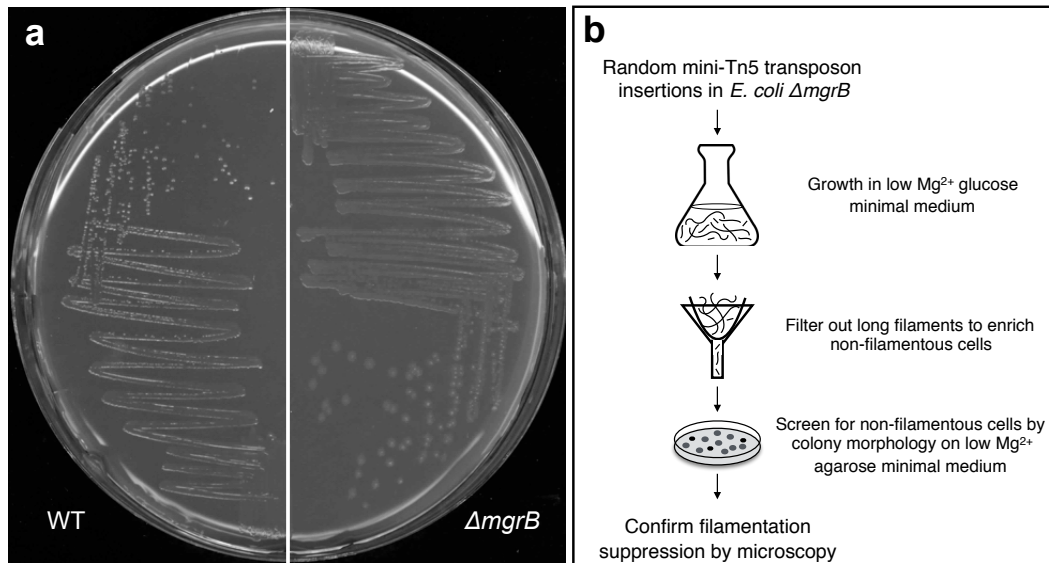 a
WT
ΔmgrB
b
Random mini-Tn5 transposon
insertions in E. coli ΔmgrB
Growth in low Mg²⁺ glucose
minimal medium
Filter out long filaments to enrich
non-filamentous cells
Screen for non-filamentous cells by
colony morphology on low Mg²⁺
agarose minimal medium
Confirm filamentation
suppression by microscopy